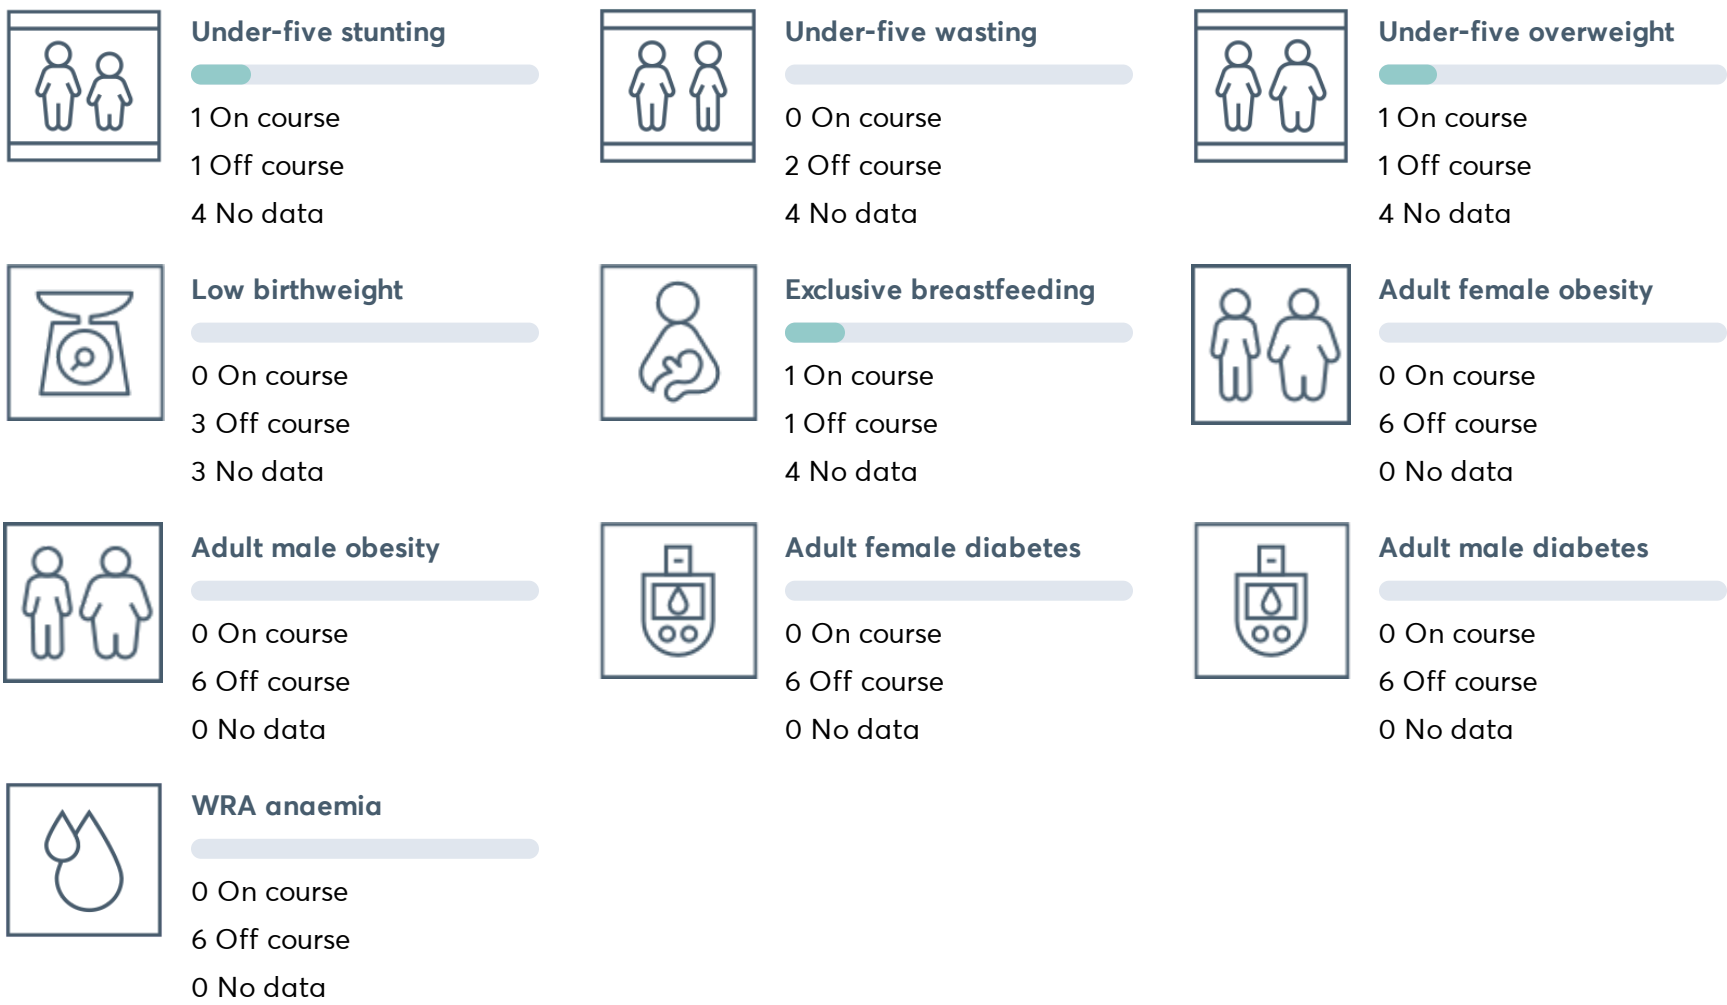 Under-five stunting
1 On course
1 Off course
4 No data
Under-five wasting
0 On course
2 Off course
4 No data
Under-five overweight
1 On course
1 Off course
4 No data
Low birthweight
0 On course
3 Off course
3 No data
Exclusive breastfeeding
1 On course
1 Off course
4 No data
Adult female obesity
0 On course
6 Off course
0 No data
Adult male obesity
0 On course
6 Off course
0 No data
Adult female diabetes
0 On course
6 Off course
0 No data
Adult male diabetes
0 On course
6 Off course
0 No data
WRA anaemia
0 On course
6 Off course
0 No data